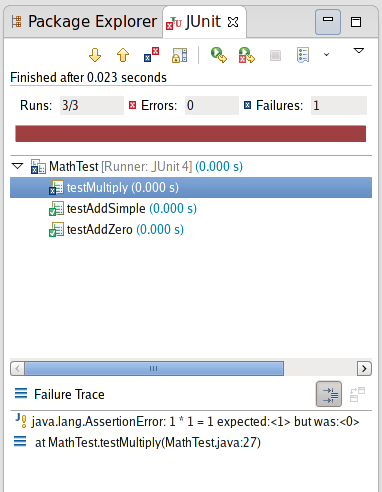 Package Explorer JUnit
Finished after 0.023 seconds
Runs: 3/3 Errors: 0 Failures: 1
MathTest [Runner: JUnit 4] (0.000 s)
testMultiply (0.000 s)
testAddSimple (0.000 s)
testAddZero (0.000 s)
Failure Trace
java.lang.AssertionError: 1 * 1 = 1 expected:<1> but was:<0>
at MathTest.testMultiply(MathTest.java:27)